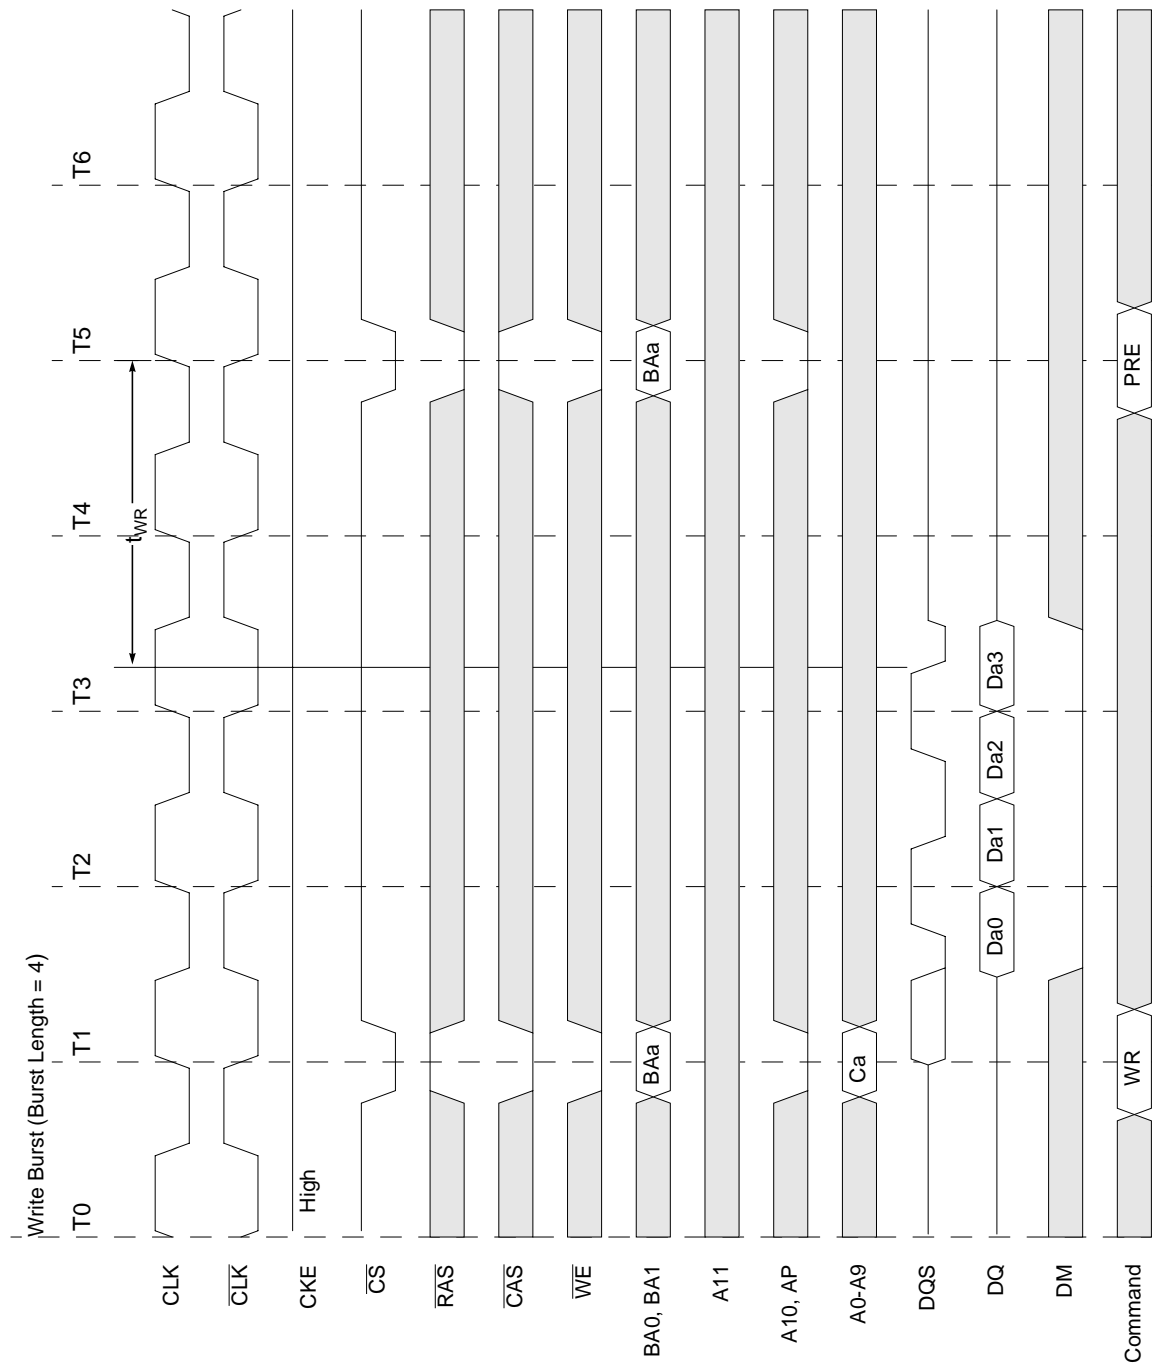 Write Burst (Burst Length = 4)
T0 T1 T2 T3 T4 T5 T6
tWR
CLK
CLK
CKE High
CS
RAS
CAS
WE
BA0, BA1 BAa BAa
A11
A10, AP
A0-A9 Ca
DQS
DQ Da0 Da1 Da2 Da3
DM
Command WR PRE